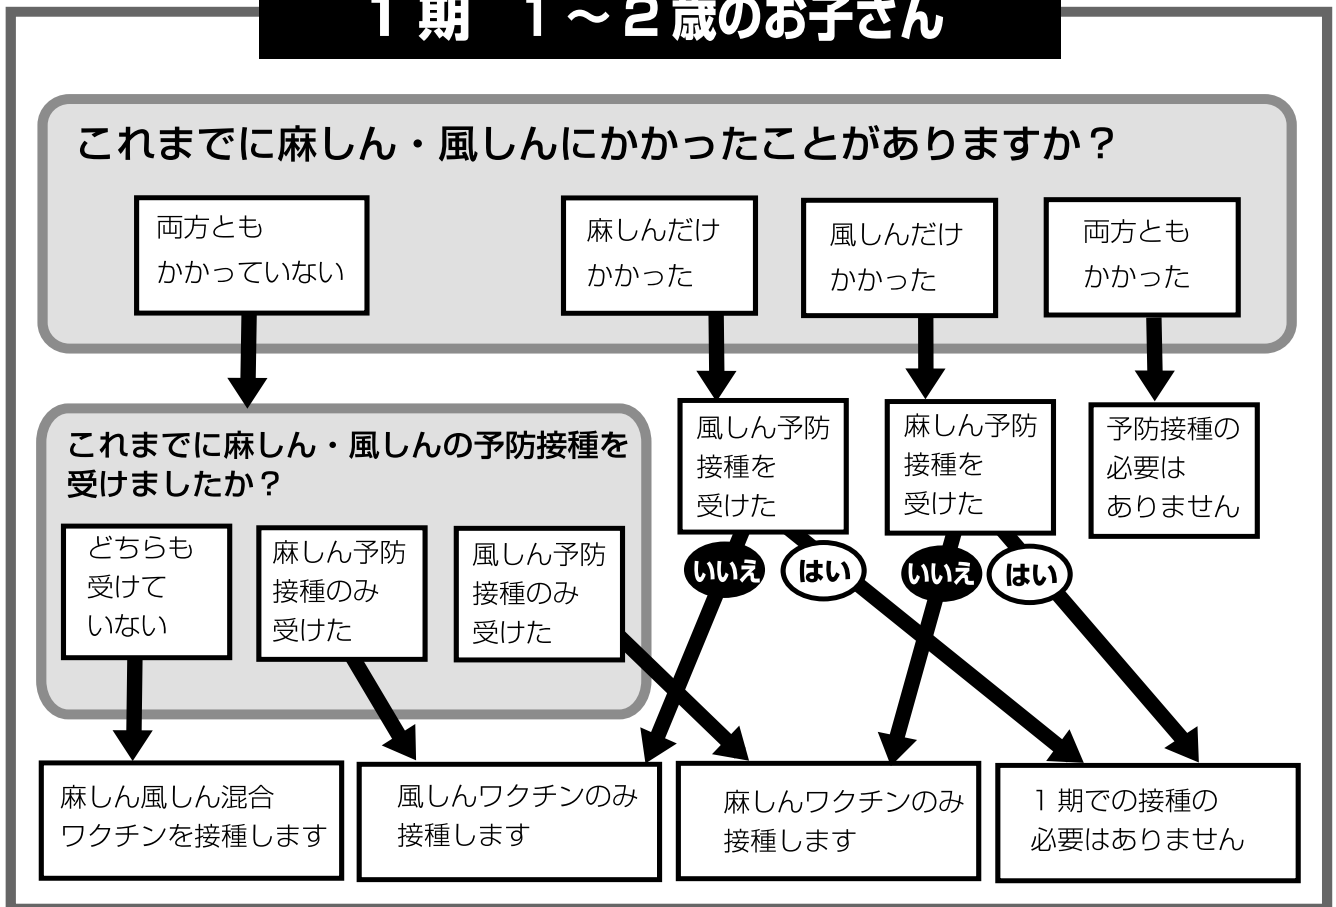 1期　1～2歳のお子さん
これまでに麻しん・風しんにかかったことがありますか？
両方とも
かかっていない
麻しんだけ
かかった
風しんだけ
かかった
両方とも
かかった
これまでに麻しん・風しんの予防接種を
受けましたか？
どちらも
受けて
いない
麻しん予防
接種のみ
受けた
風しん予防
接種のみ
受けた
風しん予防
接種を
受けた
麻しん予防
接種を
受けた
予防接種の
必要は
ありません
いいえ
はい
いいえ
はい
麻しん風しん混合
ワクチンを接種します
風しんワクチンのみ
接種します
麻しんワクチンのみ
接種します
1期での接種の
必要はありません